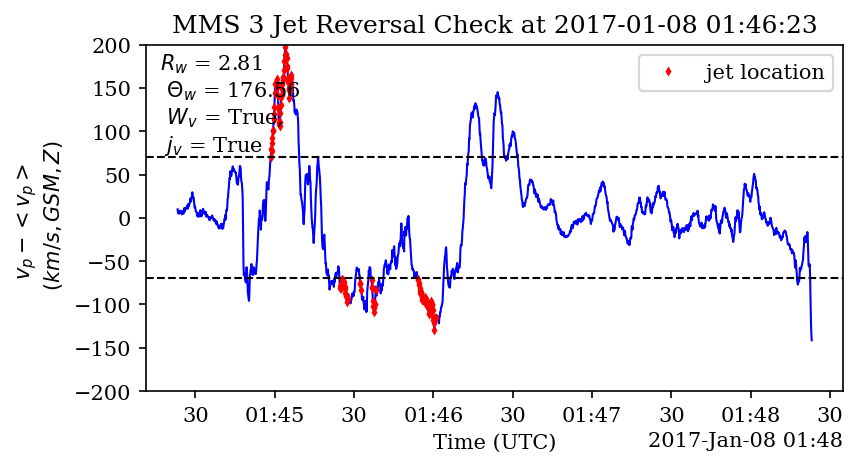 MMS 3 Jet Reversal Check at 2017-01-08 01:46:23
R_w = 2.81
Θ_w = 176.56
W_v = True,
j_v = True
jet location
v_p − < v_p >
(km/s, GSM, Z)
200
150
100
50
0
−50
−100
−150
−200
30 01:45 30 01:46 30 01:47 30 01:48 30
Time (UTC)
2017-Jan-08 01:48